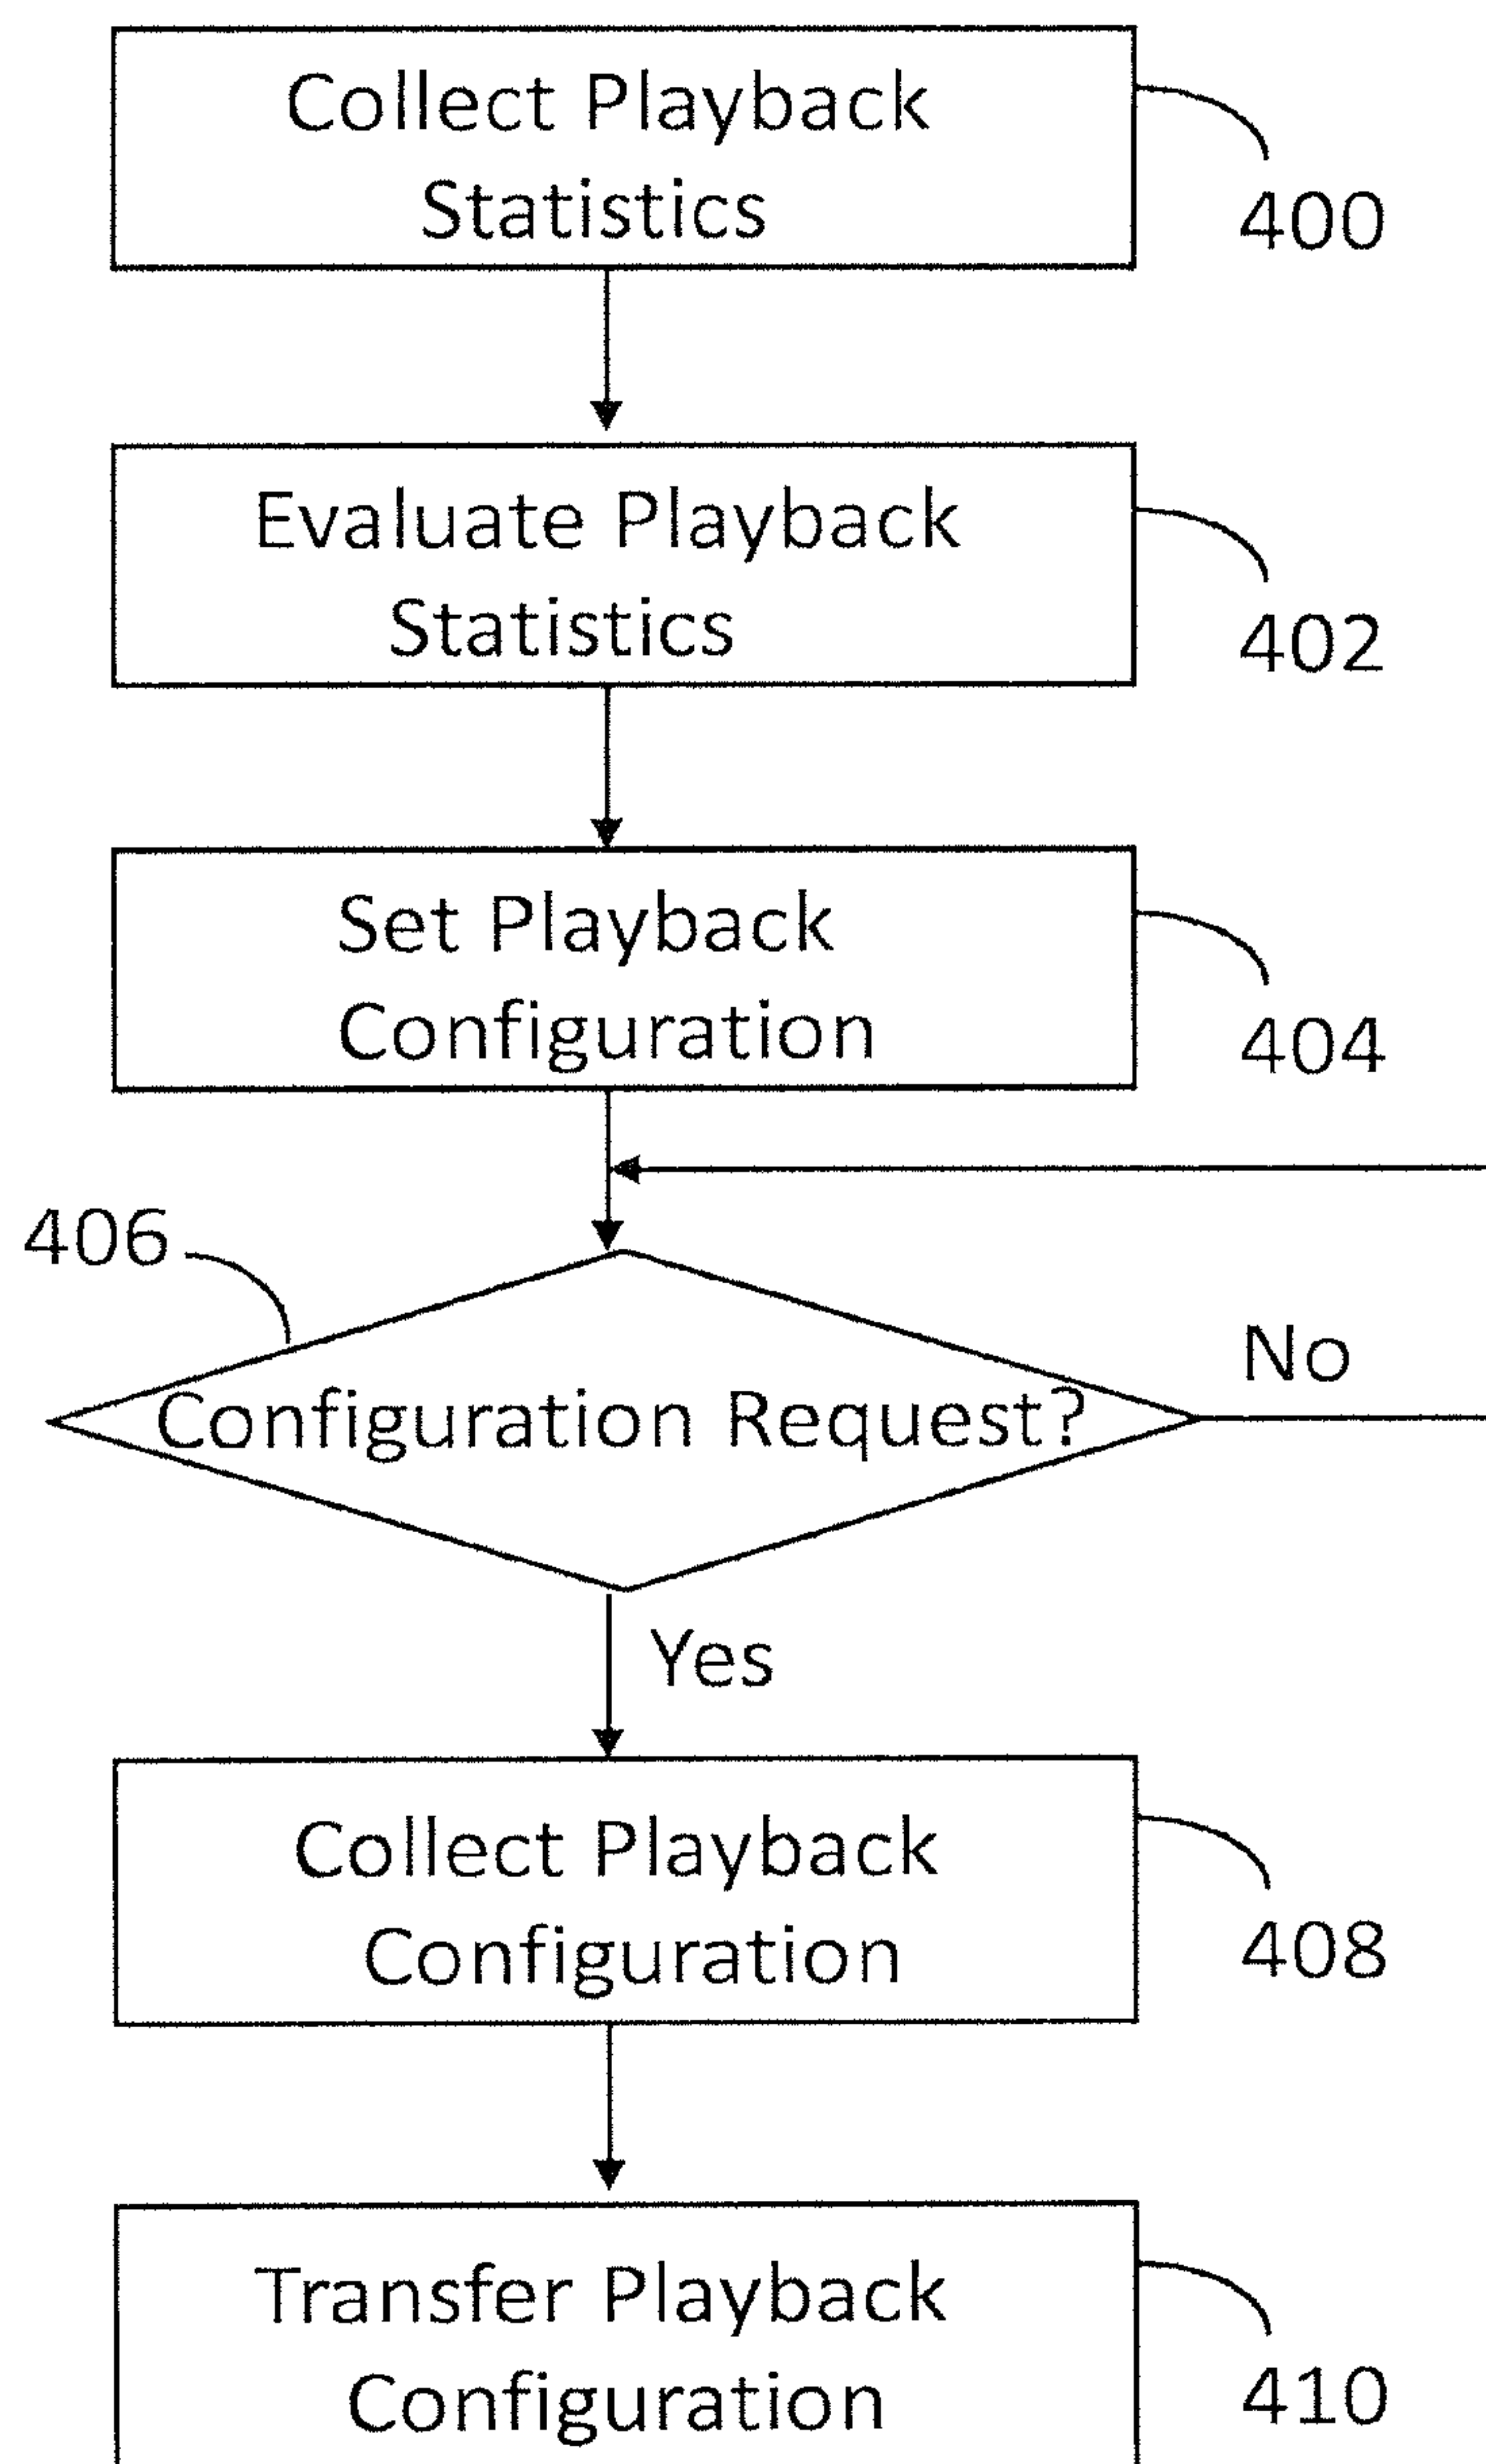 Collect Playback
Statistics
400
Evaluate Playback
Statistics
402
Set Playback
Configuration
404
406
Configuration Request?
No
Yes
Collect Playback
Configuration
408
Transfer Playback
Configuration
410